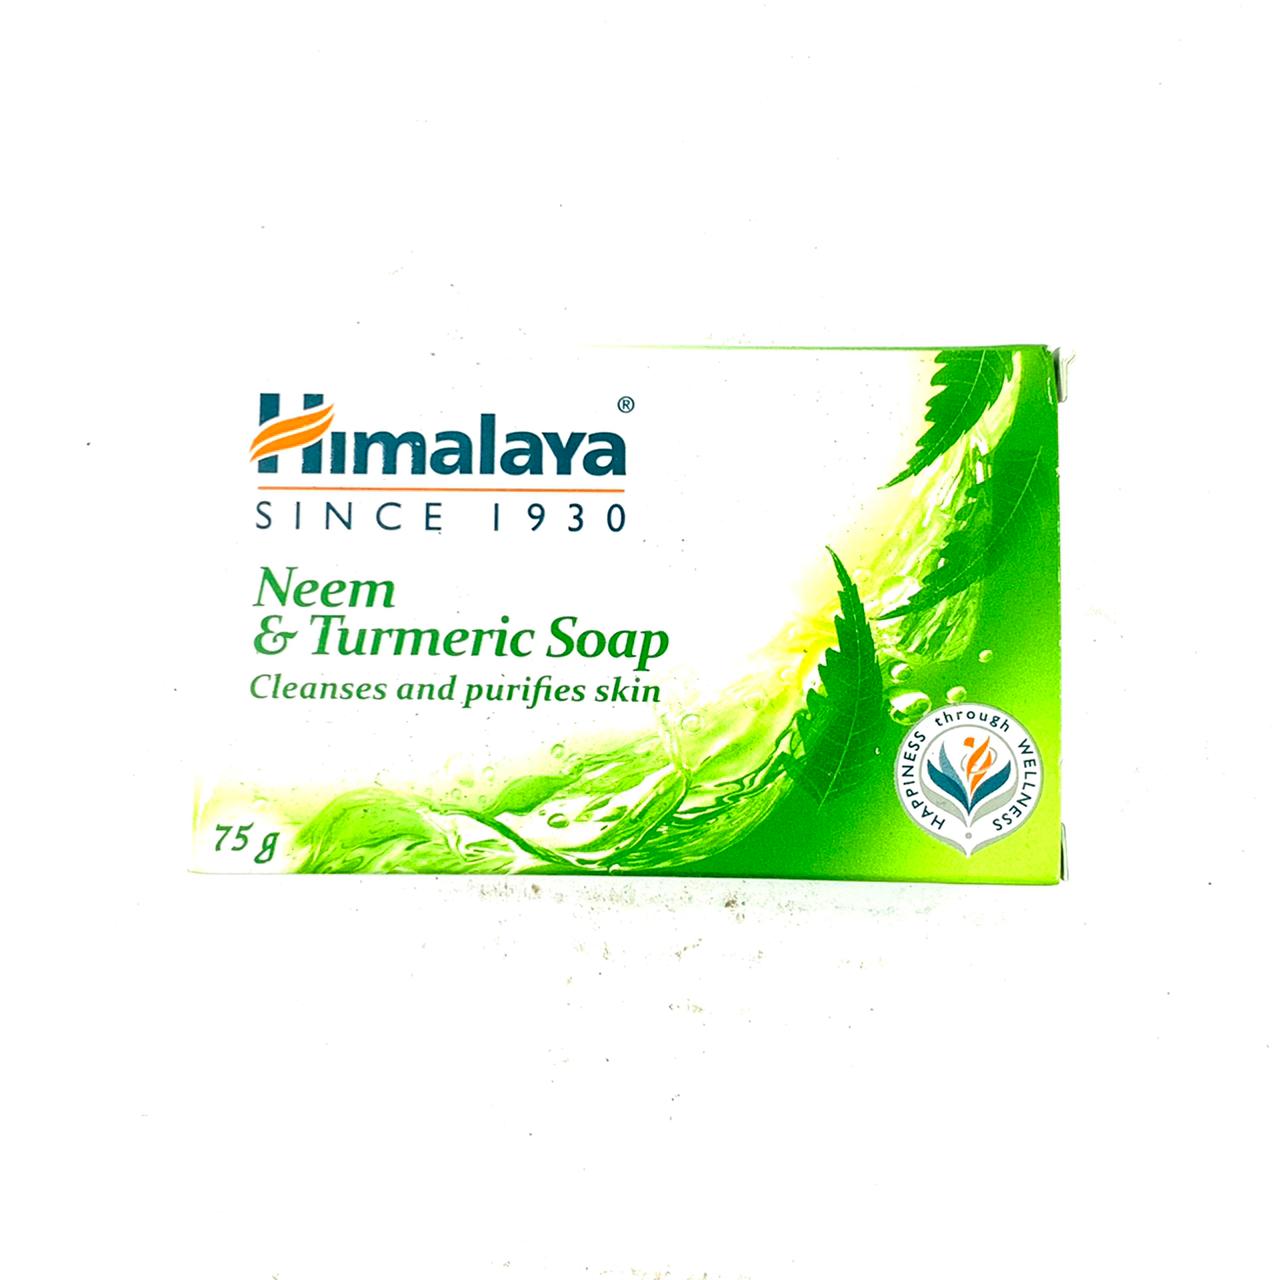 Himalaya®
SINCE 1930
Neem
& Turmeric Soap
Cleanses and purifies skin
75 g
HAPPINESS through WELLNESS